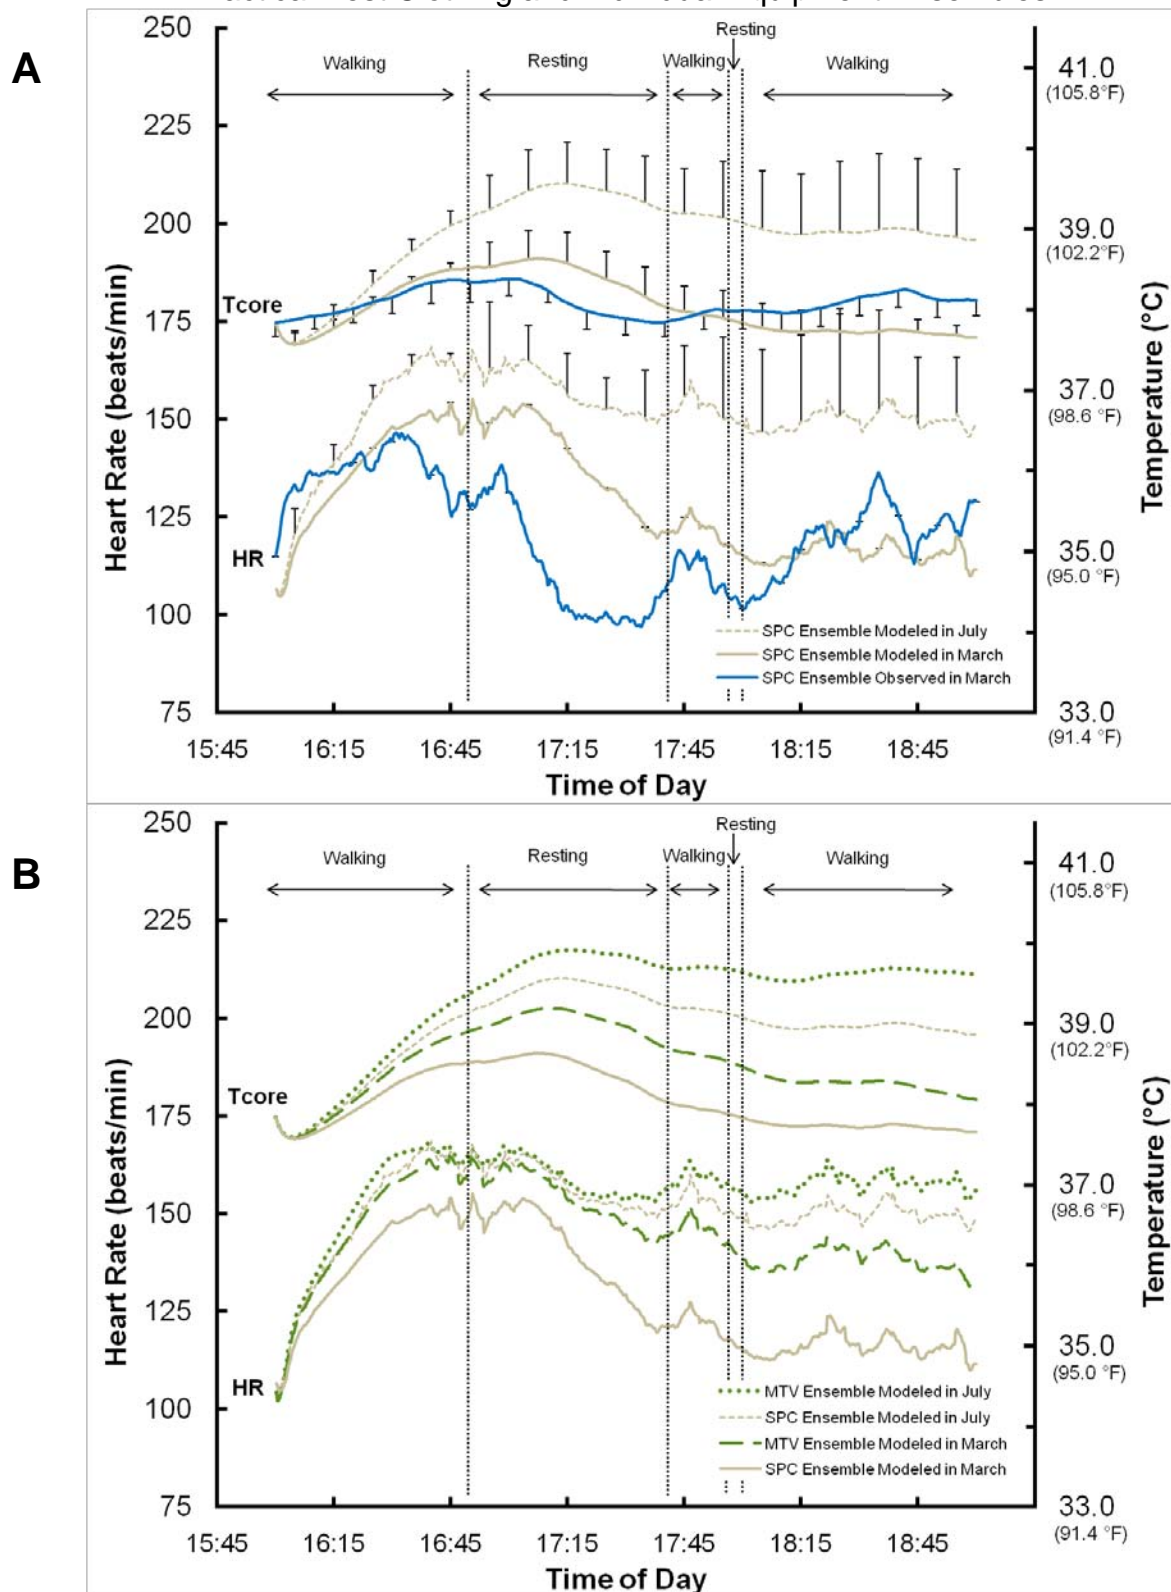 A
250
225
200
175
150
125
100
75
Heart Rate (beats/min)
Walking
Resting
Walking
Resting
Walking
41.0
(105.8°F)
39.0
(102.2°F)
37.0
(98.6 °F)
35.0
(95.0 °F)
33.0
(91.4 °F)
Temperature (°C)
Tcore
HR
SPC Ensemble Modeled in July
SPC Ensemble Modeled in March
SPC Ensemble Observed in March
15:45 16:15 16:45 17:15 17:45 18:15 18:45
Time of Day
B
250
225
200
175
150
125
100
75
Heart Rate (beats/min)
Walking
Resting
Walking
Resting
Walking
41.0
(105.8°F)
39.0
(102.2°F)
37.0
(98.6 °F)
35.0
(95.0 °F)
33.0
(91.4 °F)
Temperature (°C)
Tcore
HR
MTV Ensemble Modeled in July
SPC Ensemble Modeled in July
MTV Ensemble Modeled in March
SPC Ensemble Modeled in March
15:45 16:15 16:45 17:15 17:45 18:15 18:45
Time of Day